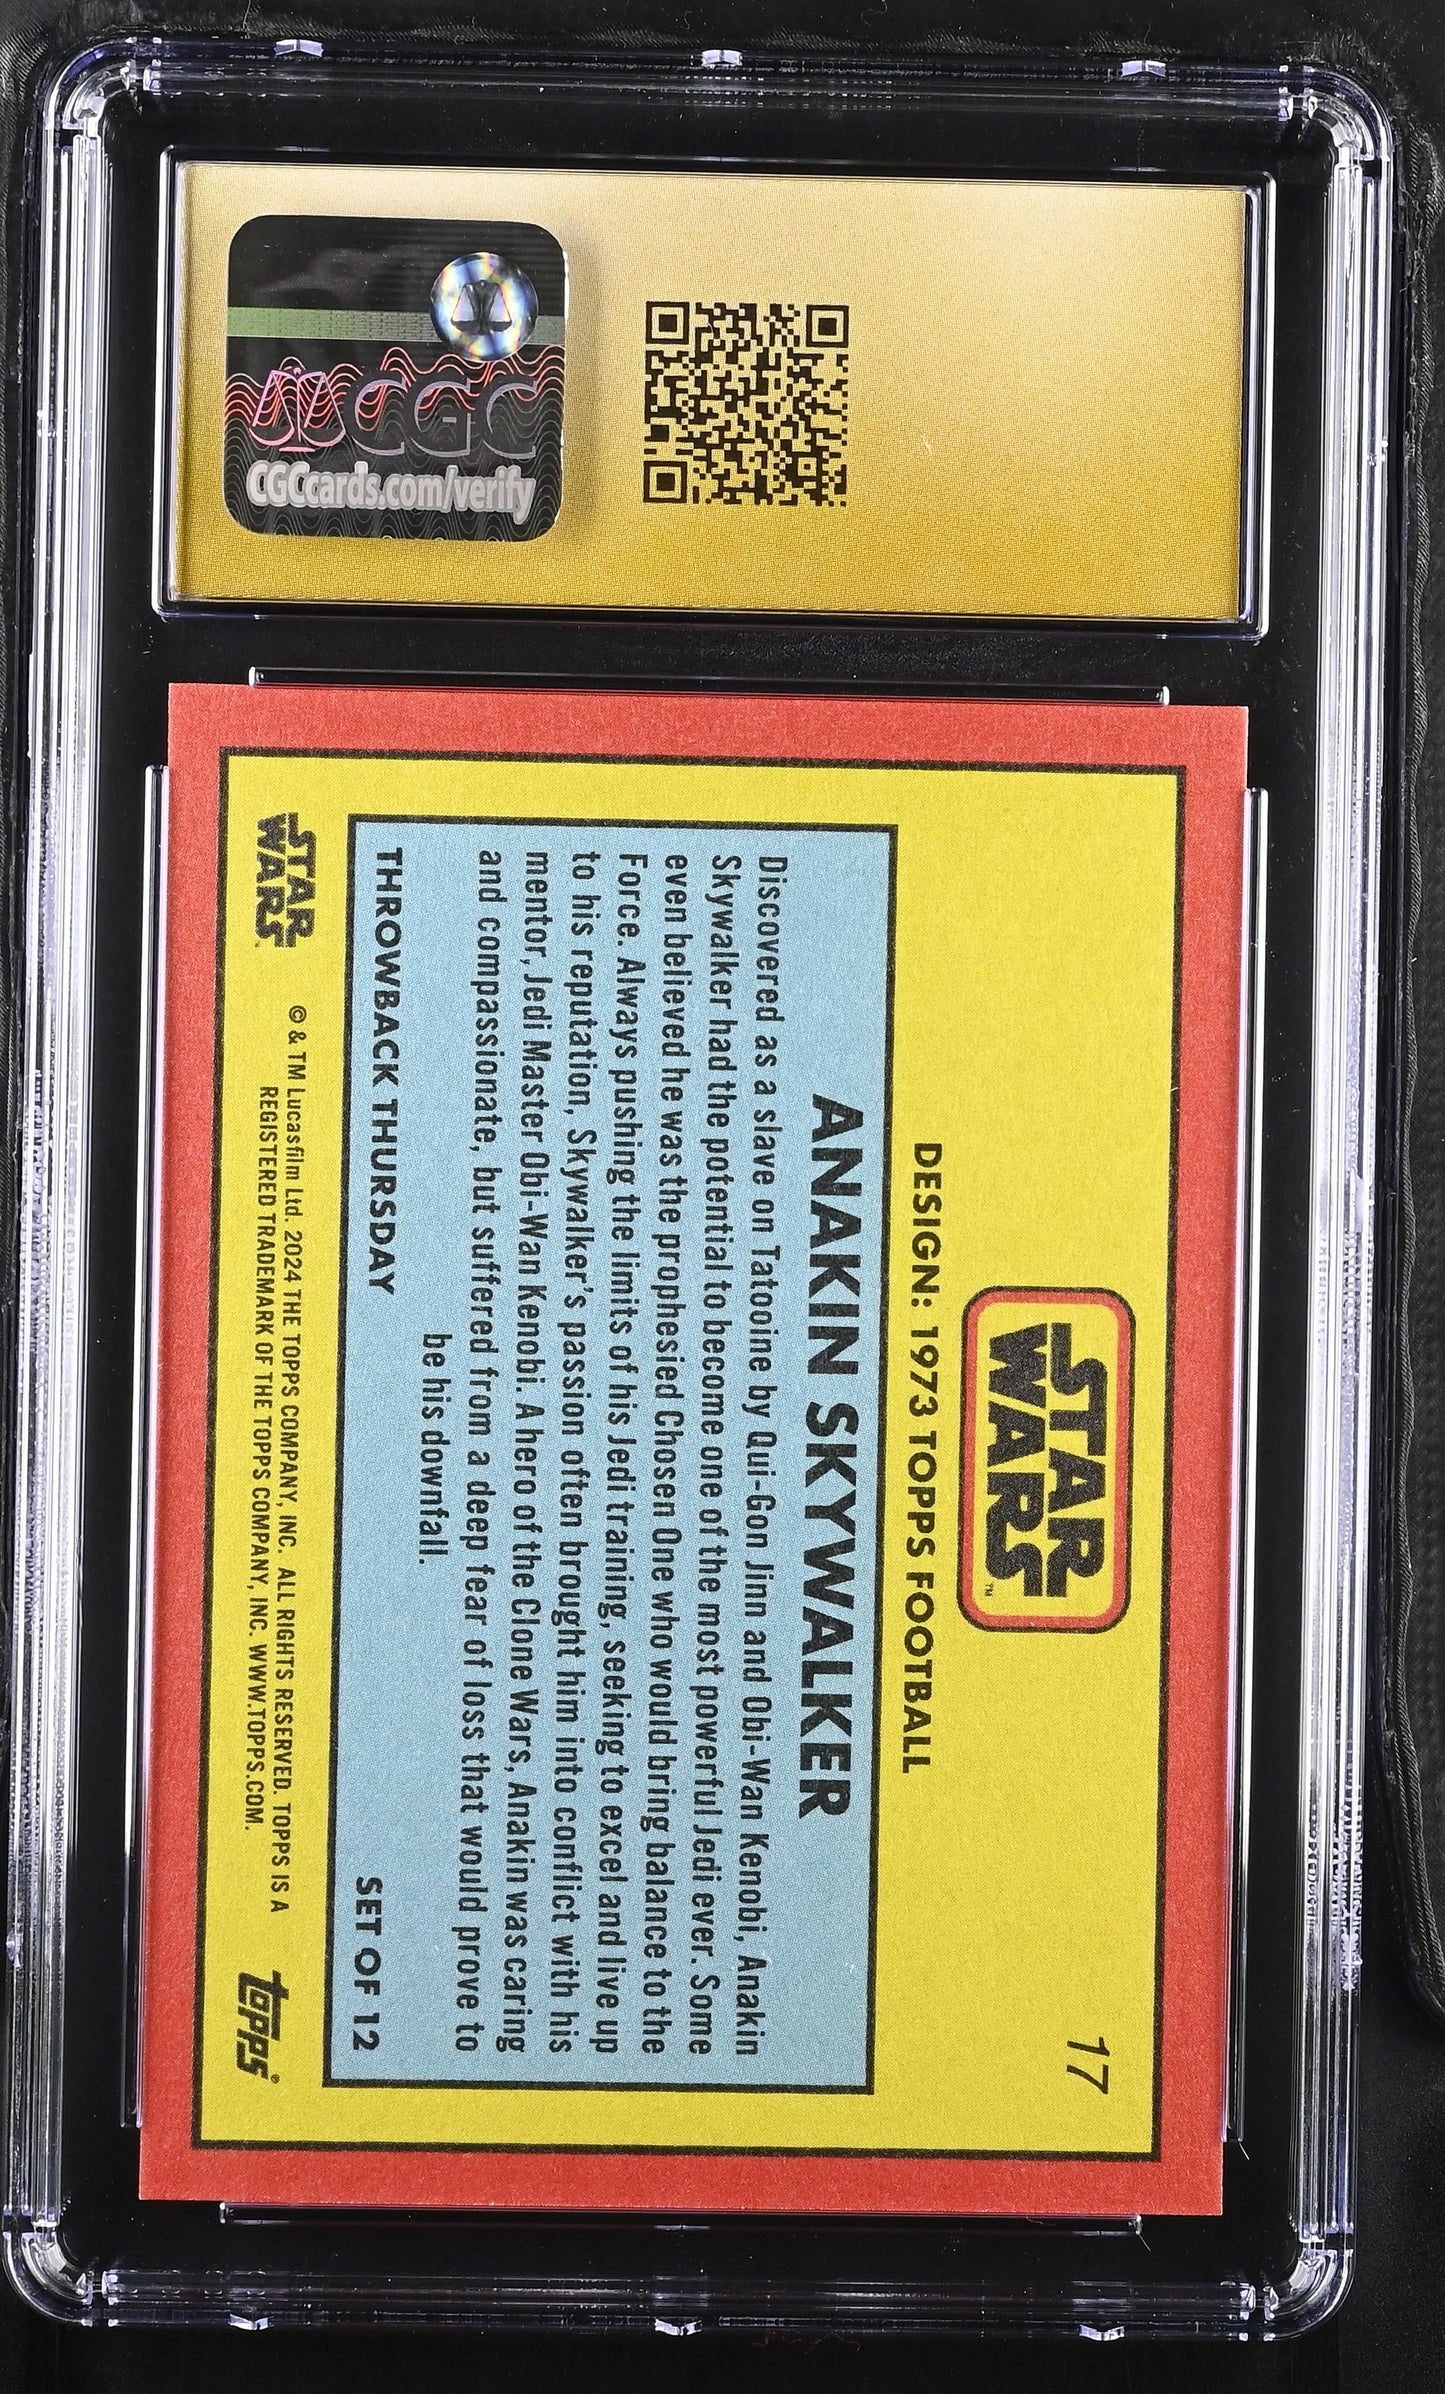 CGC
CGCcards.com/verify
17
STAR
WARS™
DESIGN: 1973 TOPPS FOOTBALL
ANAKIN SKYWALKER
Discovered as a slave on Tatooine by Qui-Gon Jinn and Obi-Wan Kenobi, Anakin
Skywalker had the potential to become one of the most powerful Jedi ever. Some
even believed he was the prophesied Chosen One who would bring balance to the
Force. Always pushing the limits of his Jedi training, seeking to excel and live up
to his reputation, Skywalker's passion often brought him into conflict with his
mentor, Jedi Master Obi-Wan Kenobi. A hero of the Clone Wars, Anakin was caring
and compassionate, but suffered from a deep fear of loss that would prove to
be his downfall.
THROWBACK THURSDAY
SET OF 12
STAR
WARS™
© & TM Lucasfilm Ltd. 2024 THE TOPPS COMPANY, INC. ALL RIGHTS RESERVED. TOPPS IS A
REGISTERED TRADEMARK OF THE TOPPS COMPANY, INC. WWW.TOPPS.COM.
topps®